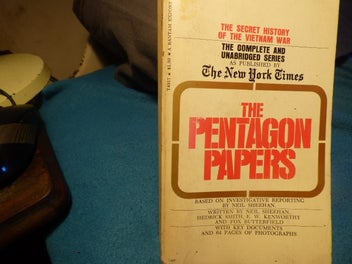 THE SECRET HISTORY
OF THE VIETNAM WAR
THE COMPLETE AND
UNABRIDGED SERIES
AS PUBLISHED BY
The New York Times
THE
PENTAGON
PAPERS
BASED ON INVESTIGATIVE REPORTING
BY NEIL SHEEHAN.
WRITTEN BY NEIL SHEEHAN,
HEDRICK SMITH, E. W. KENWORTHY
AND FOX BUTTERFIELD
WITH KEY DOCUMENTS
AND 64 PAGES OF PHOTOGRAPHS
A BANTAM EXTRA